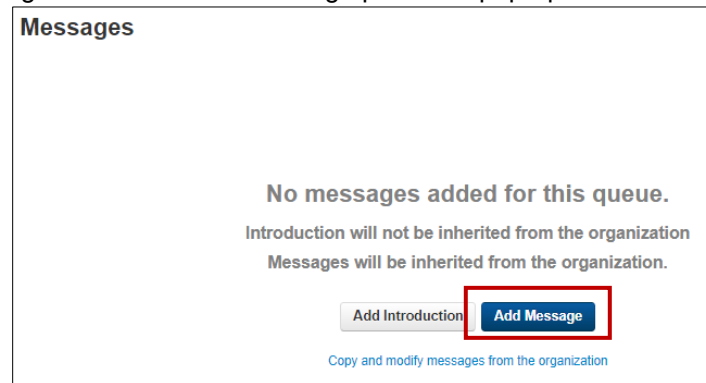 Messages
No messages added for this queue.
Introduction will not be inherited from the organization
Messages will be inherited from the organization.
Add Introduction Add Message
Copy and modify messages from the organization